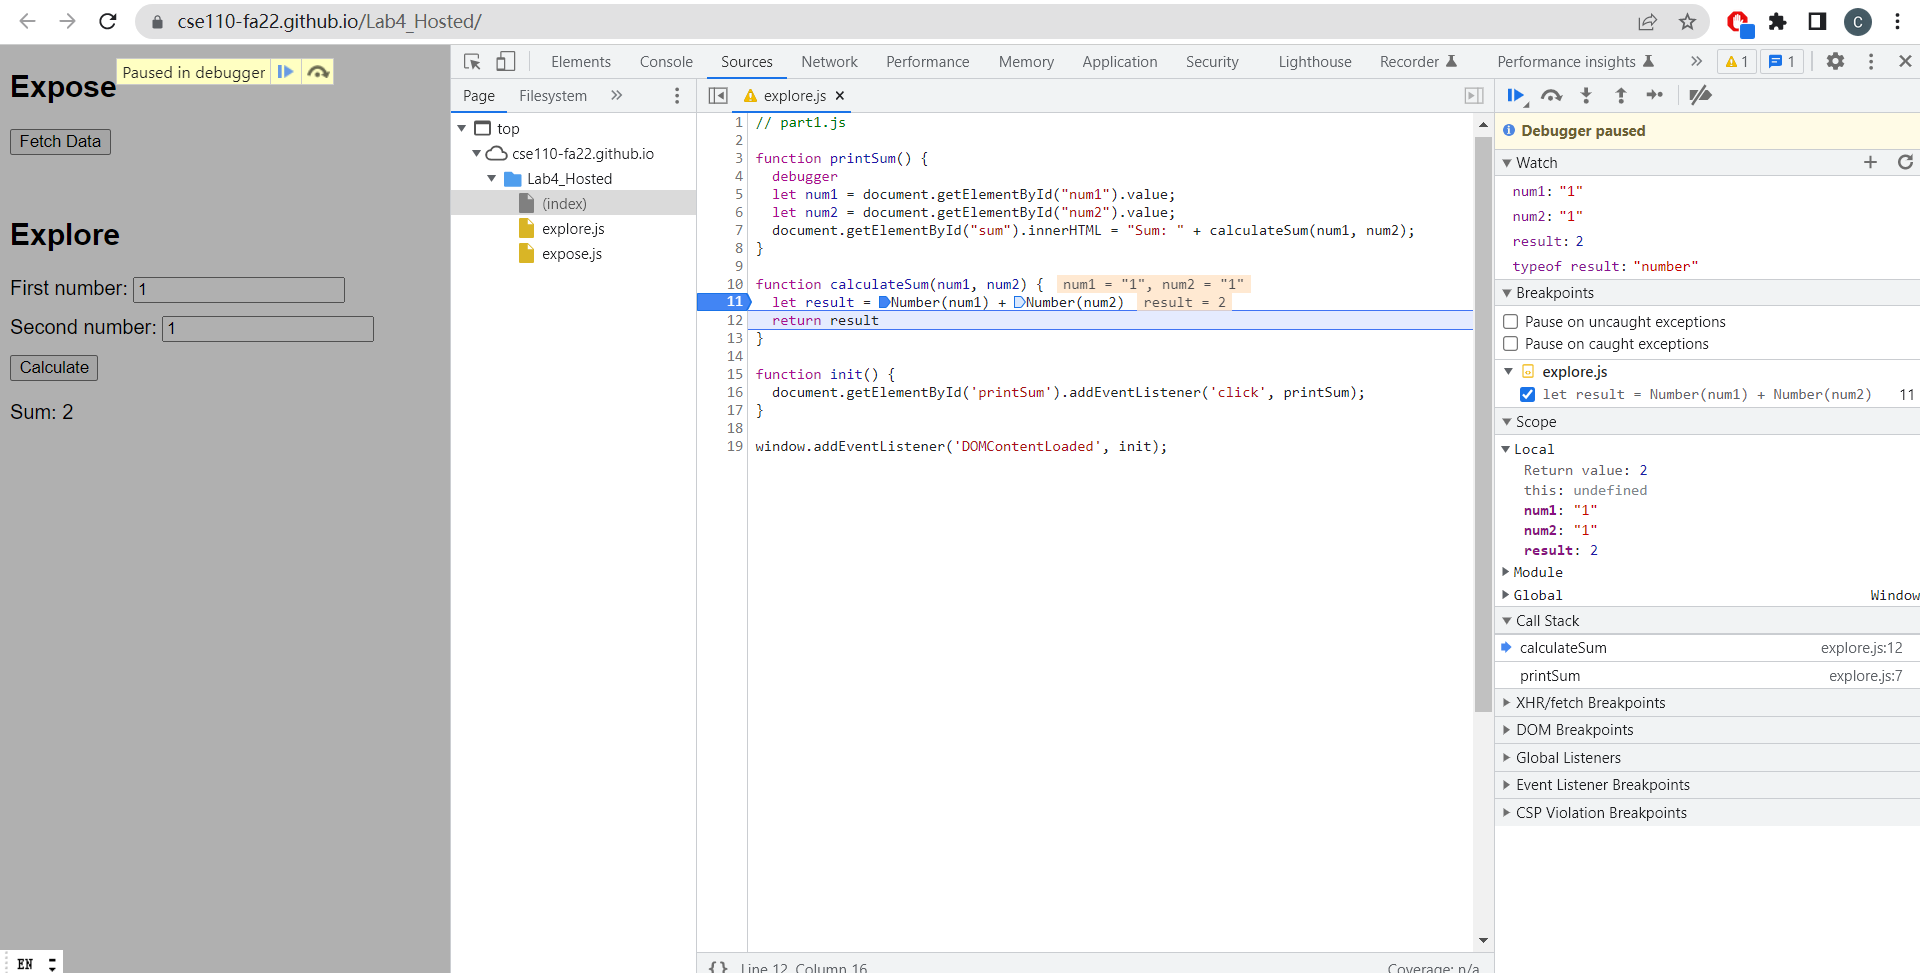 cse110-fa22.github.io/Lab4_Hosted/
C
Paused in debugger
Expose
Fetch Data
Explore
First number: 1
Second number: 1
Calculate
Sum: 2
EN
Elements Console Sources Network Performance Memory Application Security Lighthouse Recorder Performance insights » 1 1
Page Filesystem »
top
cse110-fa22.github.io
Lab4_Hosted
(index)
explore.js
expose.js
explore.js ×
1 // part1.js
2
3 function printSum() {
4 debugger
5 let num1 = document.getElementById("num1").value;
6 let num2 = document.getElementById("num2").value;
7 document.getElementById("sum").innerHTML = "Sum: " + calculateSum(num1, num2);
8 }
9
10 function calculateSum(num1, num2) { num1 = "1", num2 = "1"
11 let result = Number(num1) + Number(num2) result = 2
12 return result
13 }
14
15 function init() {
16 document.getElementById('printSum').addEventListener('click', printSum);
17 }
18
19 window.addEventListener('DOMContentLoaded', init);
{} Line 12, Column 16 Coverage: n/a
Debugger paused
Watch
num1: "1"
num2: "1"
result: 2
typeof result: "number"
Breakpoints
Pause on uncaught exceptions
Pause on caught exceptions
explore.js
let result = Number(num1) + Number(num2) 11
Scope
Local
Return value: 2
this: undefined
num1: "1"
num2: "1"
result: 2
Module
Global Window
Call Stack
calculateSum explore.js:12
printSum explore.js:7
XHR/fetch Breakpoints
DOM Breakpoints
Global Listeners
Event Listener Breakpoints
CSP Violation Breakpoints